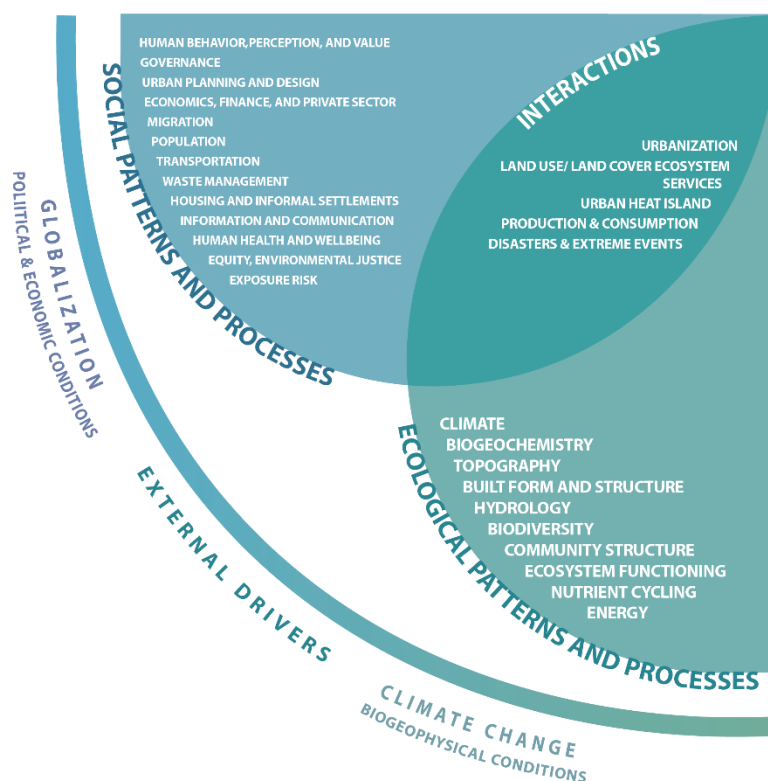 SOCIAL PATTERNS AND PROCESSES
HUMAN BEHAVIOR,PERCEPTION, AND VALUE
GOVERNANCE
URBAN PLANNING AND DESIGN
ECONOMICS, FINANCE, AND PRIVATE SECTOR
MIGRATION
POPULATION
TRANSPORTATION
WASTE MANAGEMENT
HOUSING AND INFORMAL SETTLEMENTS
INFORMATION AND COMMUNICATION
HUMAN HEALTH AND WELLBEING
EQUITY, ENVIRONMENTAL JUSTICE
EXPOSURE RISK
INTERACTIONS
URBANIZATION
LAND USE/ LAND COVER ECOSYSTEM
SERVICES
URBAN HEAT ISLAND
PRODUCTION & CONSUMPTION
DISASTERS & EXTREME EVENTS
ECOLOGICAL PATTERNS AND PROCESSES
CLIMATE
BIOGEOCHEMISTRY
TOPOGRAPHY
BUILT FORM AND STRUCTURE
HYDROLOGY
BIODIVERSITY
COMMUNITY STRUCTURE
ECOSYSTEM FUNCTIONING
NUTRIENT CYCLING
ENERGY
GLOBALIZATION
POLIITICAL & ECONOMIC CONDITIONS
EXTERNAL DRIVERS
CLIMATE CHANGE
BIOGEOPHYSICAL CONDITIONS